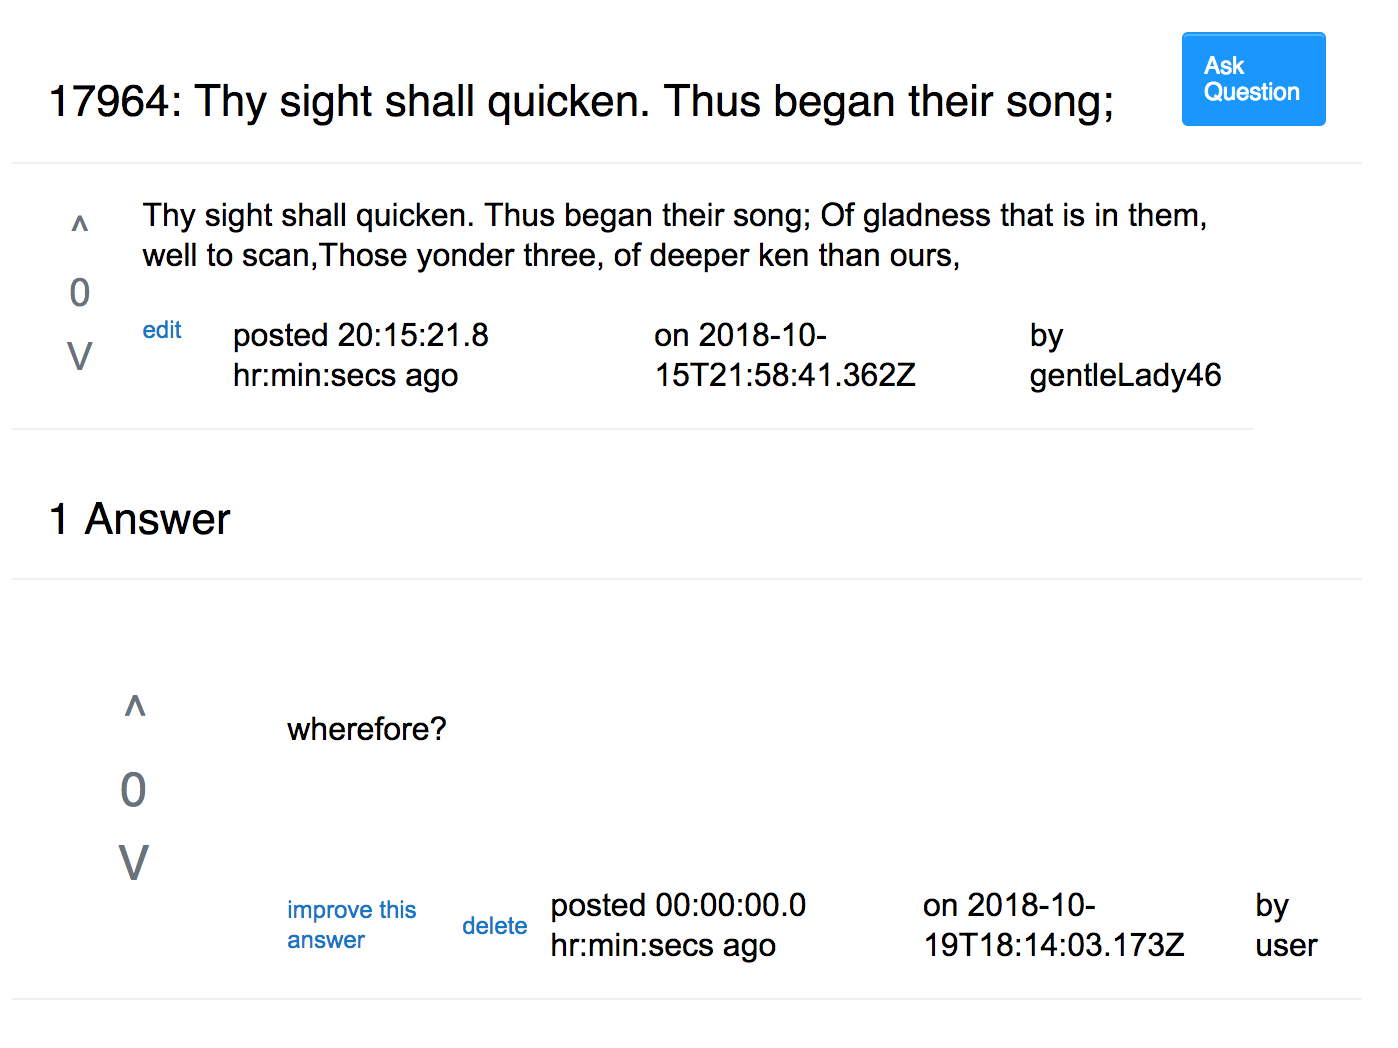 17964: Thy sight shall quicken. Thus began their song;
Ask
Question
^
0
V
Thy sight shall quicken. Thus began their song; Of gladness that is in them,
well to scan,Those yonder three, of deeper ken than ours,
edit
posted 20:15:21.8
hr:min:secs ago
on 2018-10-
15T21:58:41.362Z
by
gentleLady46
1 Answer
^
0
V
wherefore?
improve this
answer
delete
posted 00:00:00.0
hr:min:secs ago
on 2018-10-
19T18:14:03.173Z
by
user